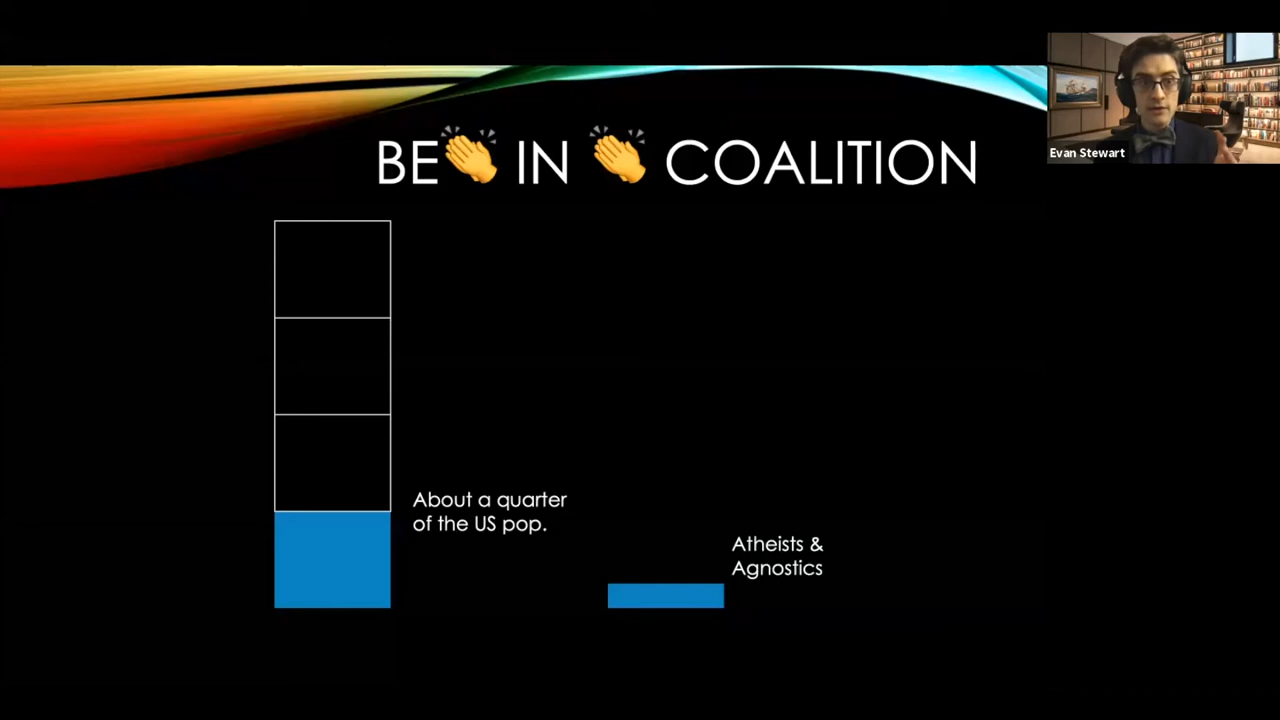 BE👏 IN 👏 COALITION
Evan Stewart
About a quarter
of the US pop.
Atheists &
Agnostics